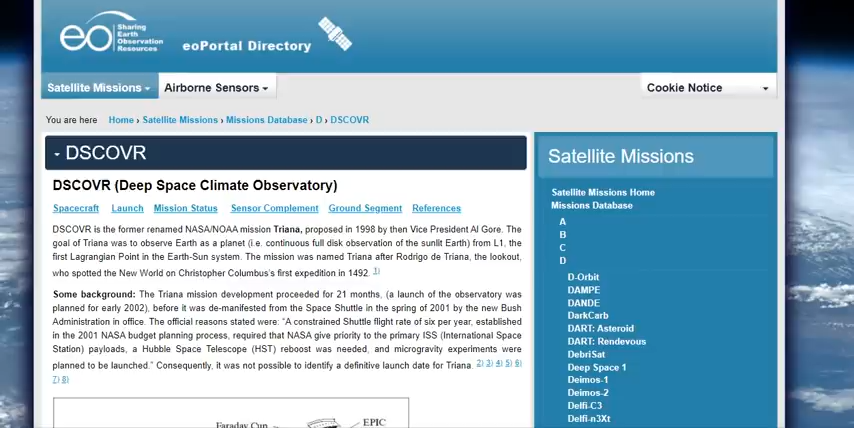 eo Sharing
Earth
Observation
Resources
eoPortal Directory
Satellite Missions
Airborne Sensors
Cookie Notice
You are here Home › Satellite Missions › Missions Database › D › DSCOVR
DSCOVR
DSCOVR (Deep Space Climate Observatory)
Spacecraft Launch Mission Status Sensor Complement Ground Segment References
DSCOVR is the former renamed NASA/NOAA mission Triana, proposed in 1998 by then Vice President Al Gore. The
goal of Triana was to observe Earth as a planet (i.e. continuous full disk observation of the sunlit Earth) from L1, the
first Lagrangian Point in the Earth-Sun system. The mission was named Triana after Rodrigo de Triana, the lookout,
who spotted the New World on Christopher Columbus's first expedition in 1492. 1)
Some background: The Triana mission development proceeded for 21 months, (a launch of the observatory was
planned for early 2002), before it was de-manifested from the Space Shuttle in the spring of 2001 by the new Bush
Administration in office. The official reasons stated were: “A constrained Shuttle flight rate of six per year, established
in the 2001 NASA budget planning process, required that NASA give priority to the primary ISS (International Space
Station) payloads, a Hubble Space Telescope (HST) reboost was needed, and microgravity experiments were
planned to be launched.” Consequently, it was not possible to identify a definitive launch date for Triana. 2) 3) 4) 5) 6)
7) 8)
Faraday Cup
EPIC
Satellite Missions
Satellite Missions Home
Missions Database
A
B
C
D
D-Orbit
DAMPE
DANDE
DarkCarb
DART: Asteroid
DART: Rendevous
DebriSat
Deep Space 1
Deimos-1
Deimos-2
Delfi-C3
Delfi-n3Xt